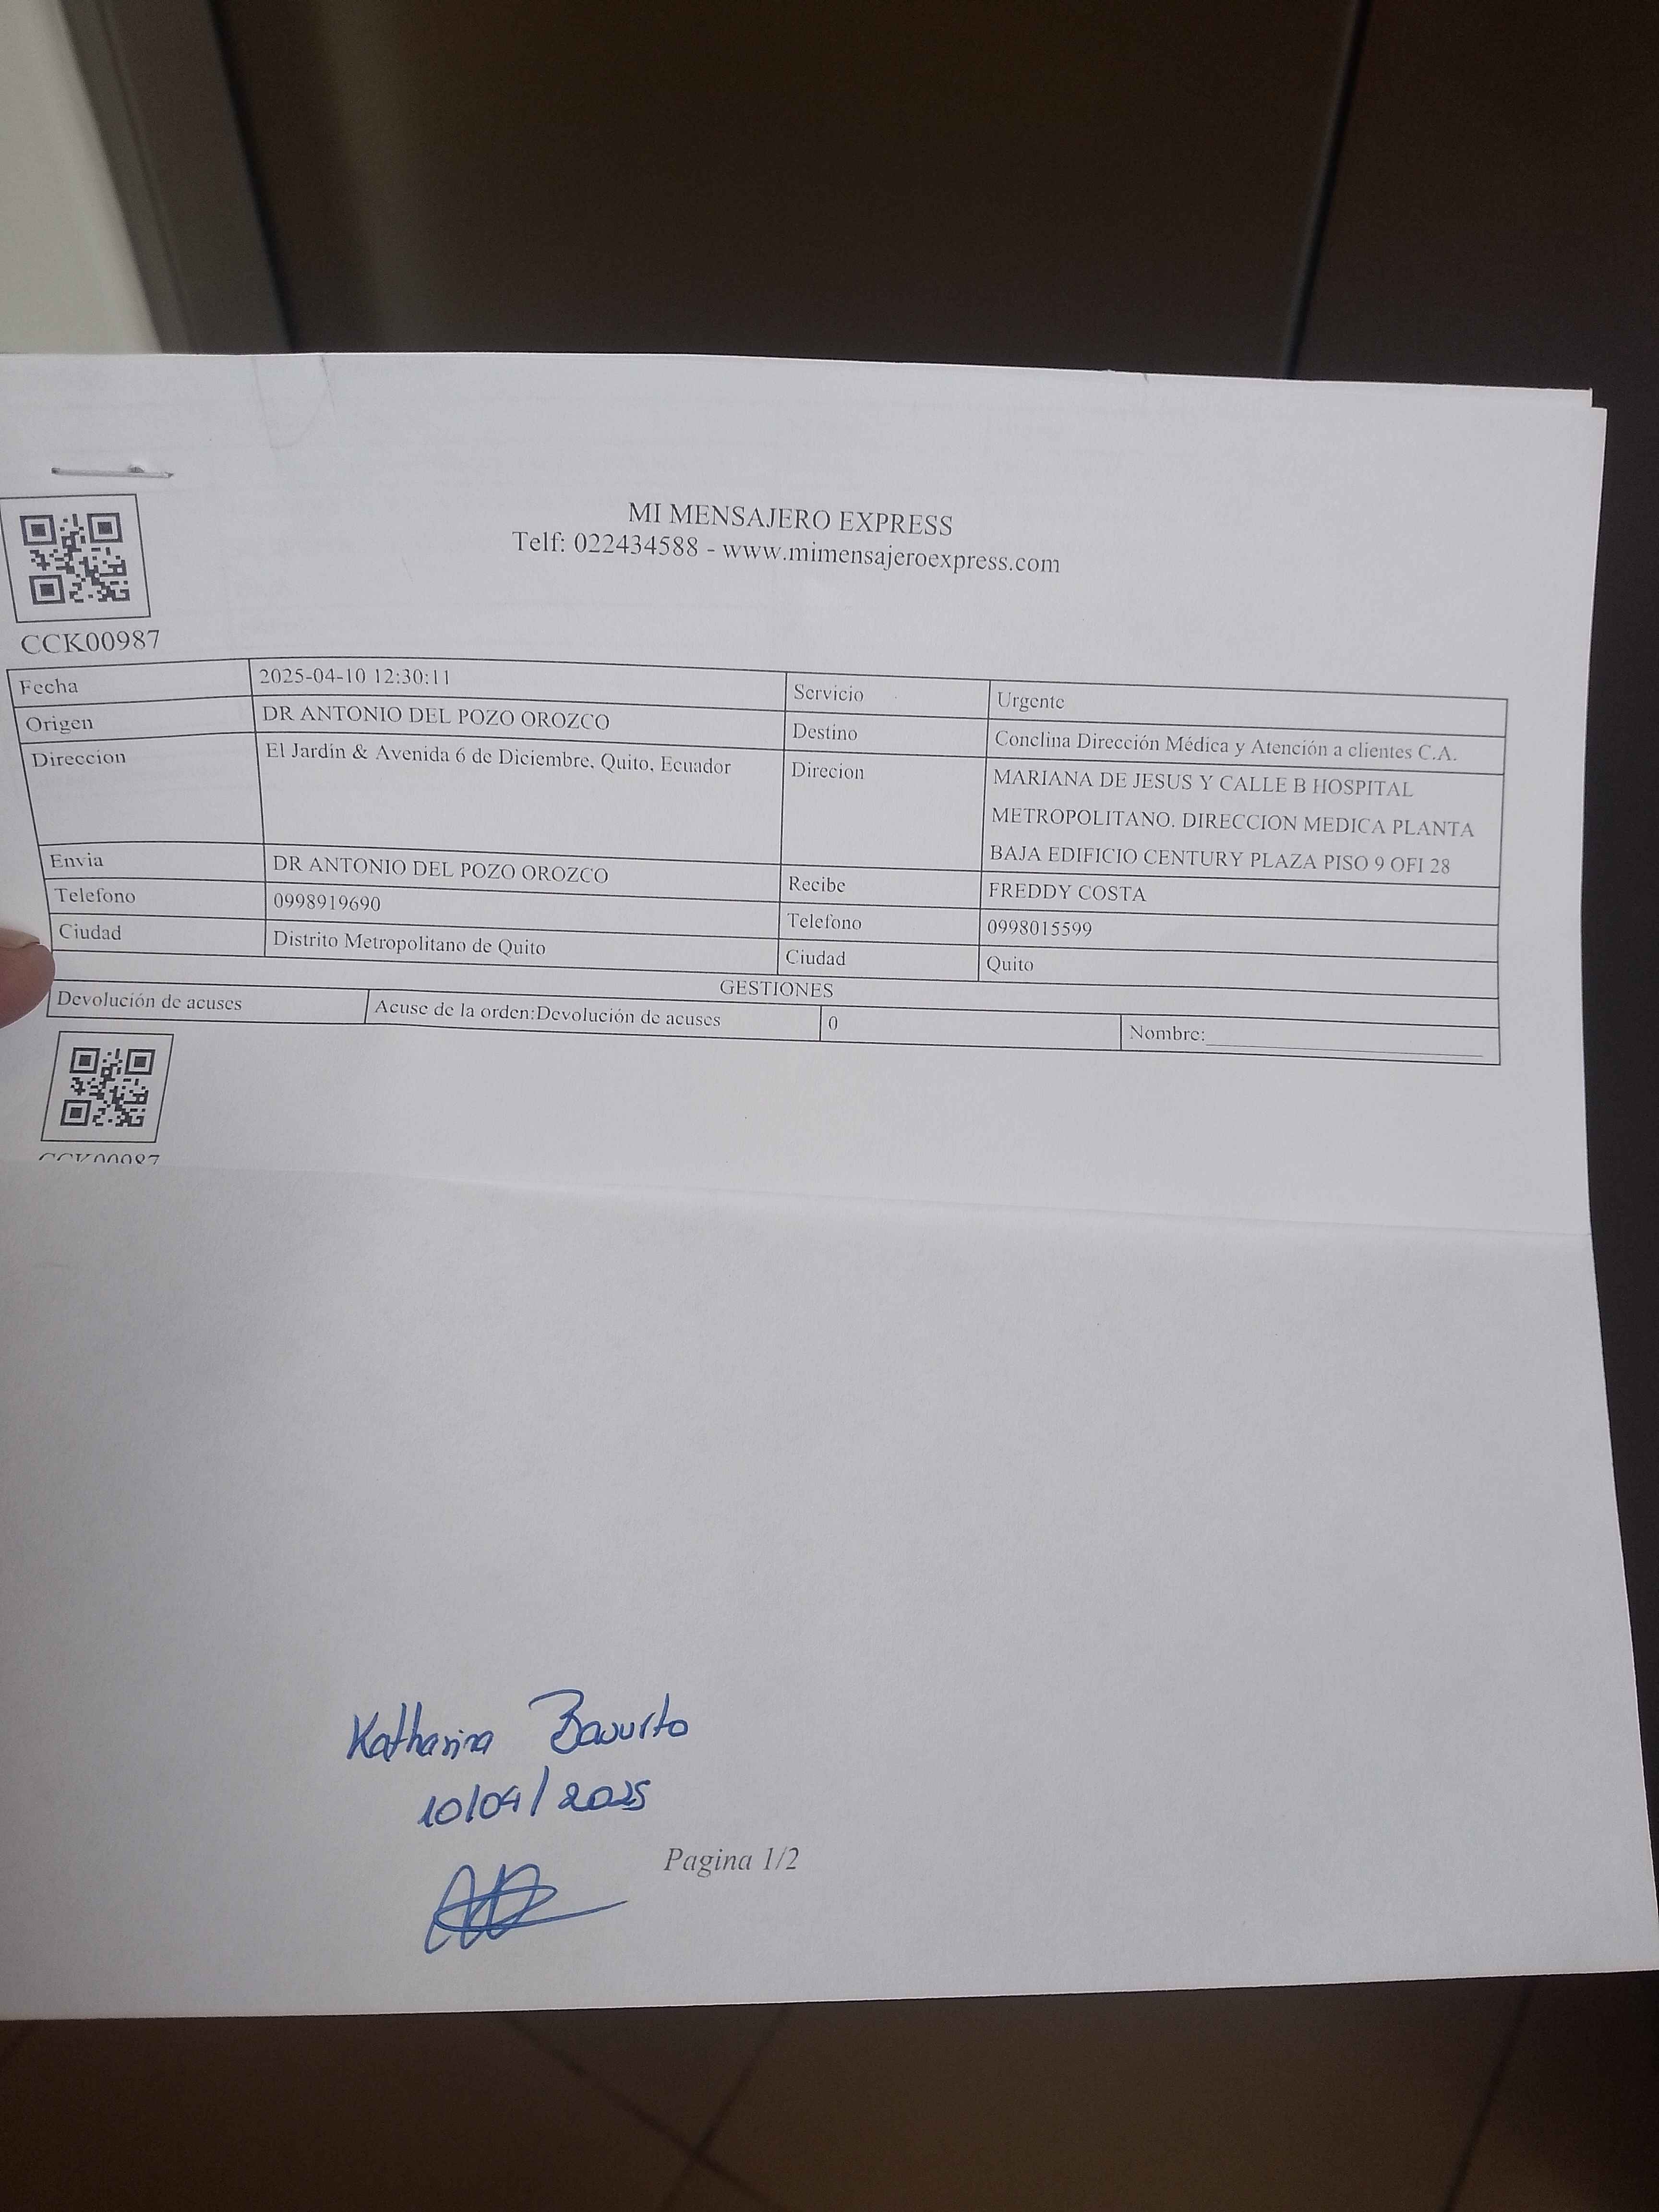 MI MENSAJERO EXPRESS
Telf: 022434588 - www.mimensajeroexpress.com
CCK00987
Fecha 2025-04-10 12:30:11 Servicio Urgente
Origen DR ANTONIO DEL POZO OROZCO Destino Conclina Dirección Médica y Atención a clientes C.A.
Direccion El Jardín & Avenida 6 de Diciembre, Quito, Ecuador Direcion MARIANA DE JESUS Y CALLE B HOSPITAL
METROPOLITANO. DIRECCION MEDICA PLANTA
BAJA EDIFICIO CENTURY PLAZA PISO 9 OFI 28
Envia DR ANTONIO DEL POZO OROZCO Recibe FREDDY COSTA
Telefono 0998919690 Telefono 0998015599
Ciudad Distrito Metropolitano de Quito Ciudad Quito
GESTIONES
Devolución de acuses Acuse de la orden:Devolución de acuses 0 Nombre:
CCK00987
Katharina Basurto
10/04/2025
Pagina 1/2